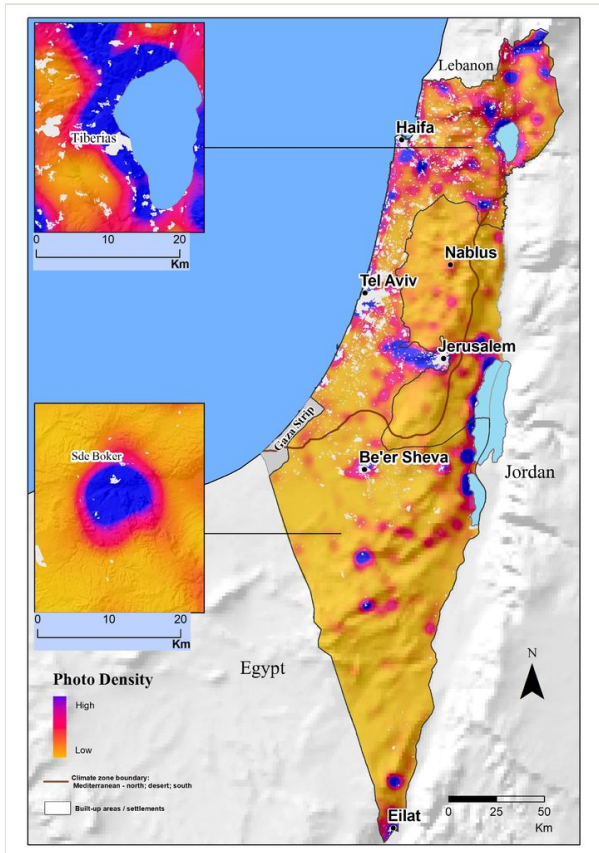 Lebanon
Haifa
Tiberias
0 10 20
Km
Nablus
Tel Aviv
Jerusalem
Gaza Strip
Be'er Sheva
Jordan
Sde Boker
0 10 20
Km
Egypt
N
Photo Density
High
Low
Climate zone boundary:
Mediterranean - north; desert; south
Built-up areas / settlements
Eilat
0 25 50
Km